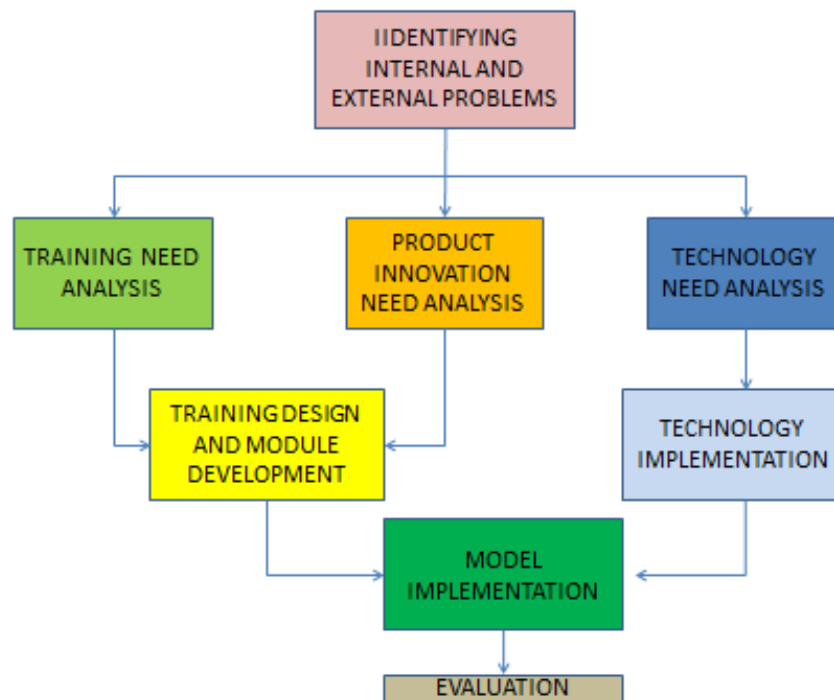 IIDENTIFYING
INTERNAL AND
EXTERNAL PROBLEMS
TRAINING NEED
ANALYSIS
PRODUCT
INNOVATION
NEED ANALYSIS
TECHNOLOGY
NEED ANALYSIS
TRAINING DESIGN
AND MODULE
DEVELOPMENT
TECHNOLOGY
IMPLEMENTATION
MODEL
IMPLEMENTATION
EVALUATION